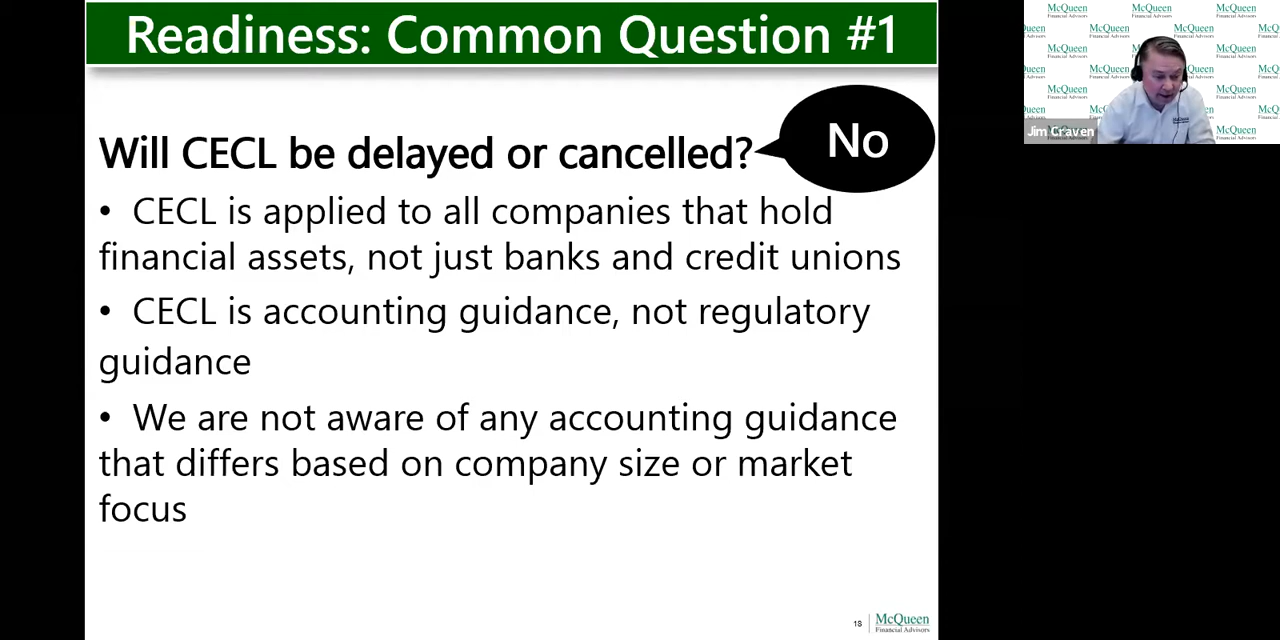 Readiness: Common Question #1
Will CECL be delayed or cancelled?
No
• CECL is applied to all companies that hold
financial assets, not just banks and credit unions
• CECL is accounting guidance, not regulatory
guidance
• We are not aware of any accounting guidance
that differs based on company size or market
focus
18
McQueen
Financial Advisors
McQueen
Financial Advisors
Jim Craven